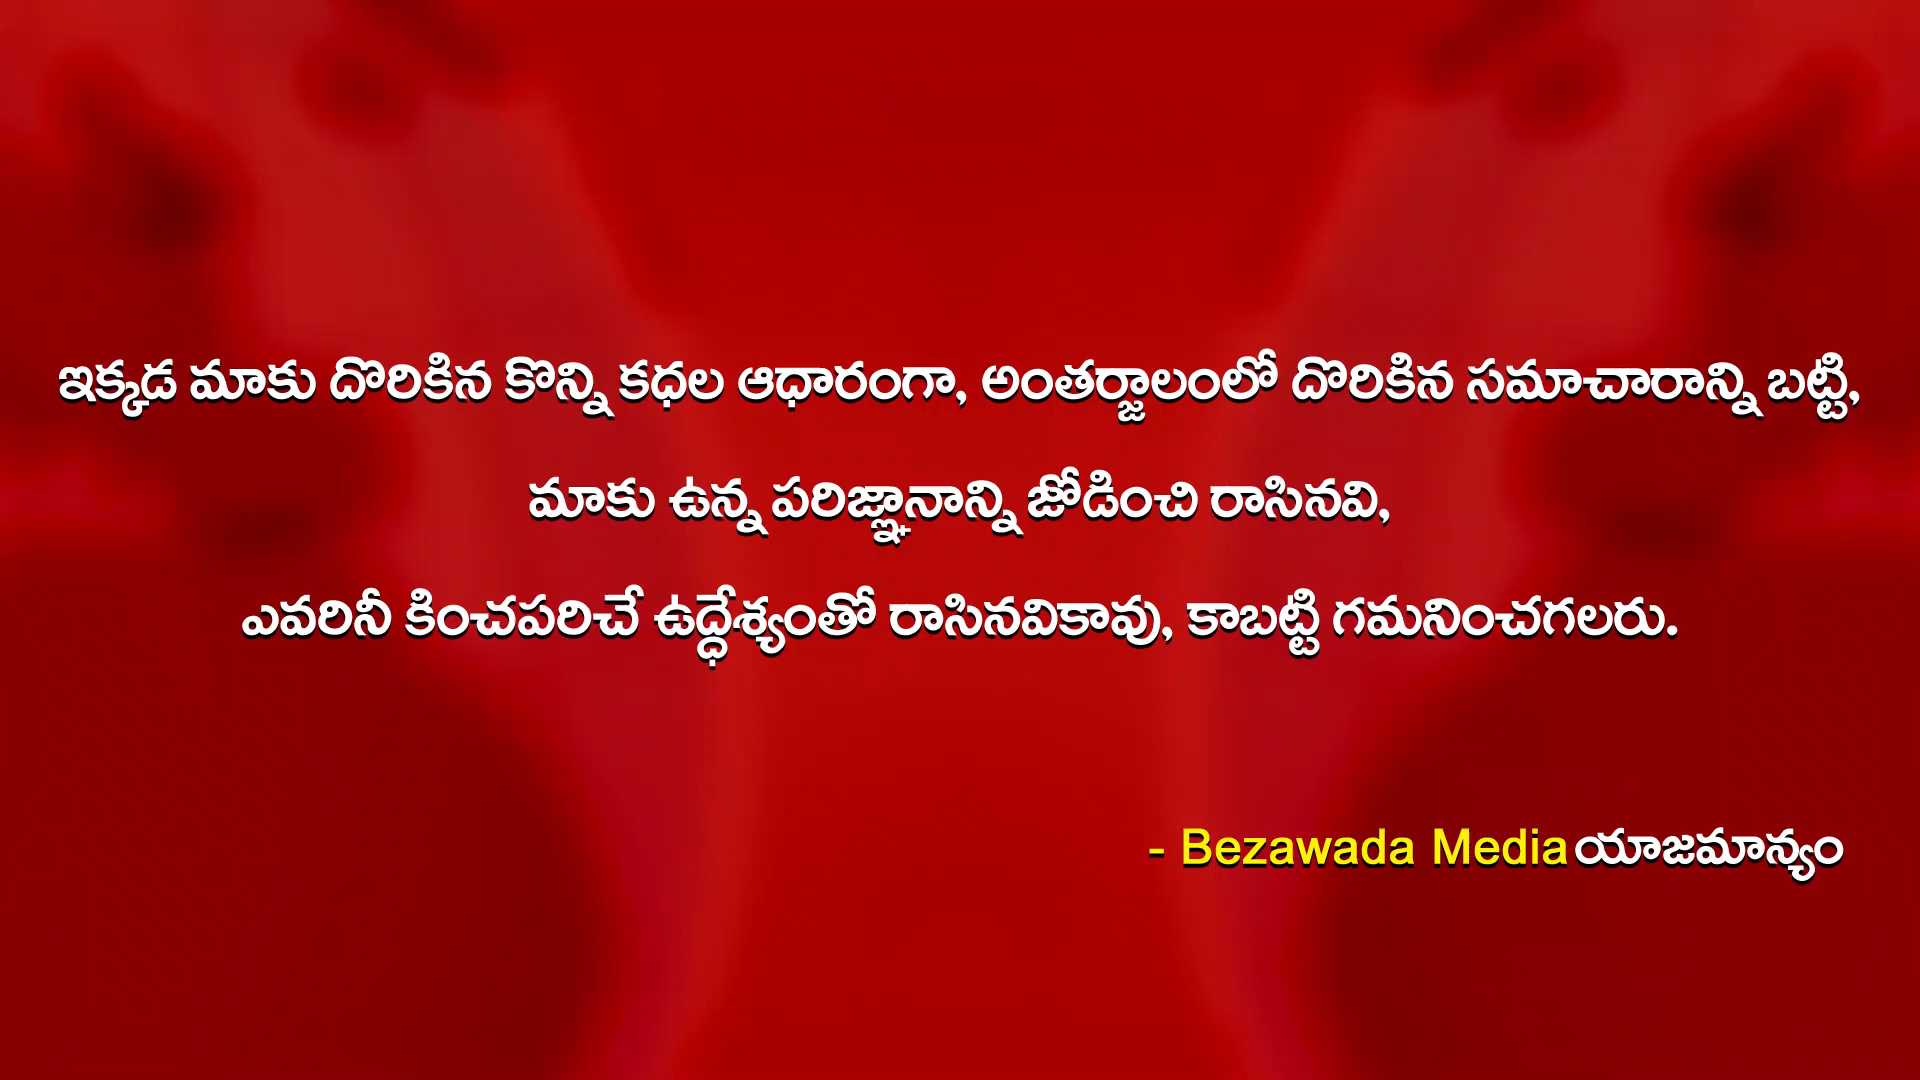 ఇక్కడ మాకు దొరికిన కొన్ని కధల ఆధారంగా, అంతర్జాలంలో దొరికిన సమాచారాన్ని బట్టి,
మాకు ఉన్న పరిజ్ఞానాన్ని జోడించి రాసినవి,
ఎవరినీ కించపరిచే ఉద్ధేశ్యంతో రాసినవికావు, కాబట్టి గమనించగలరు.
- Bezawada Media యాజమాన్యం